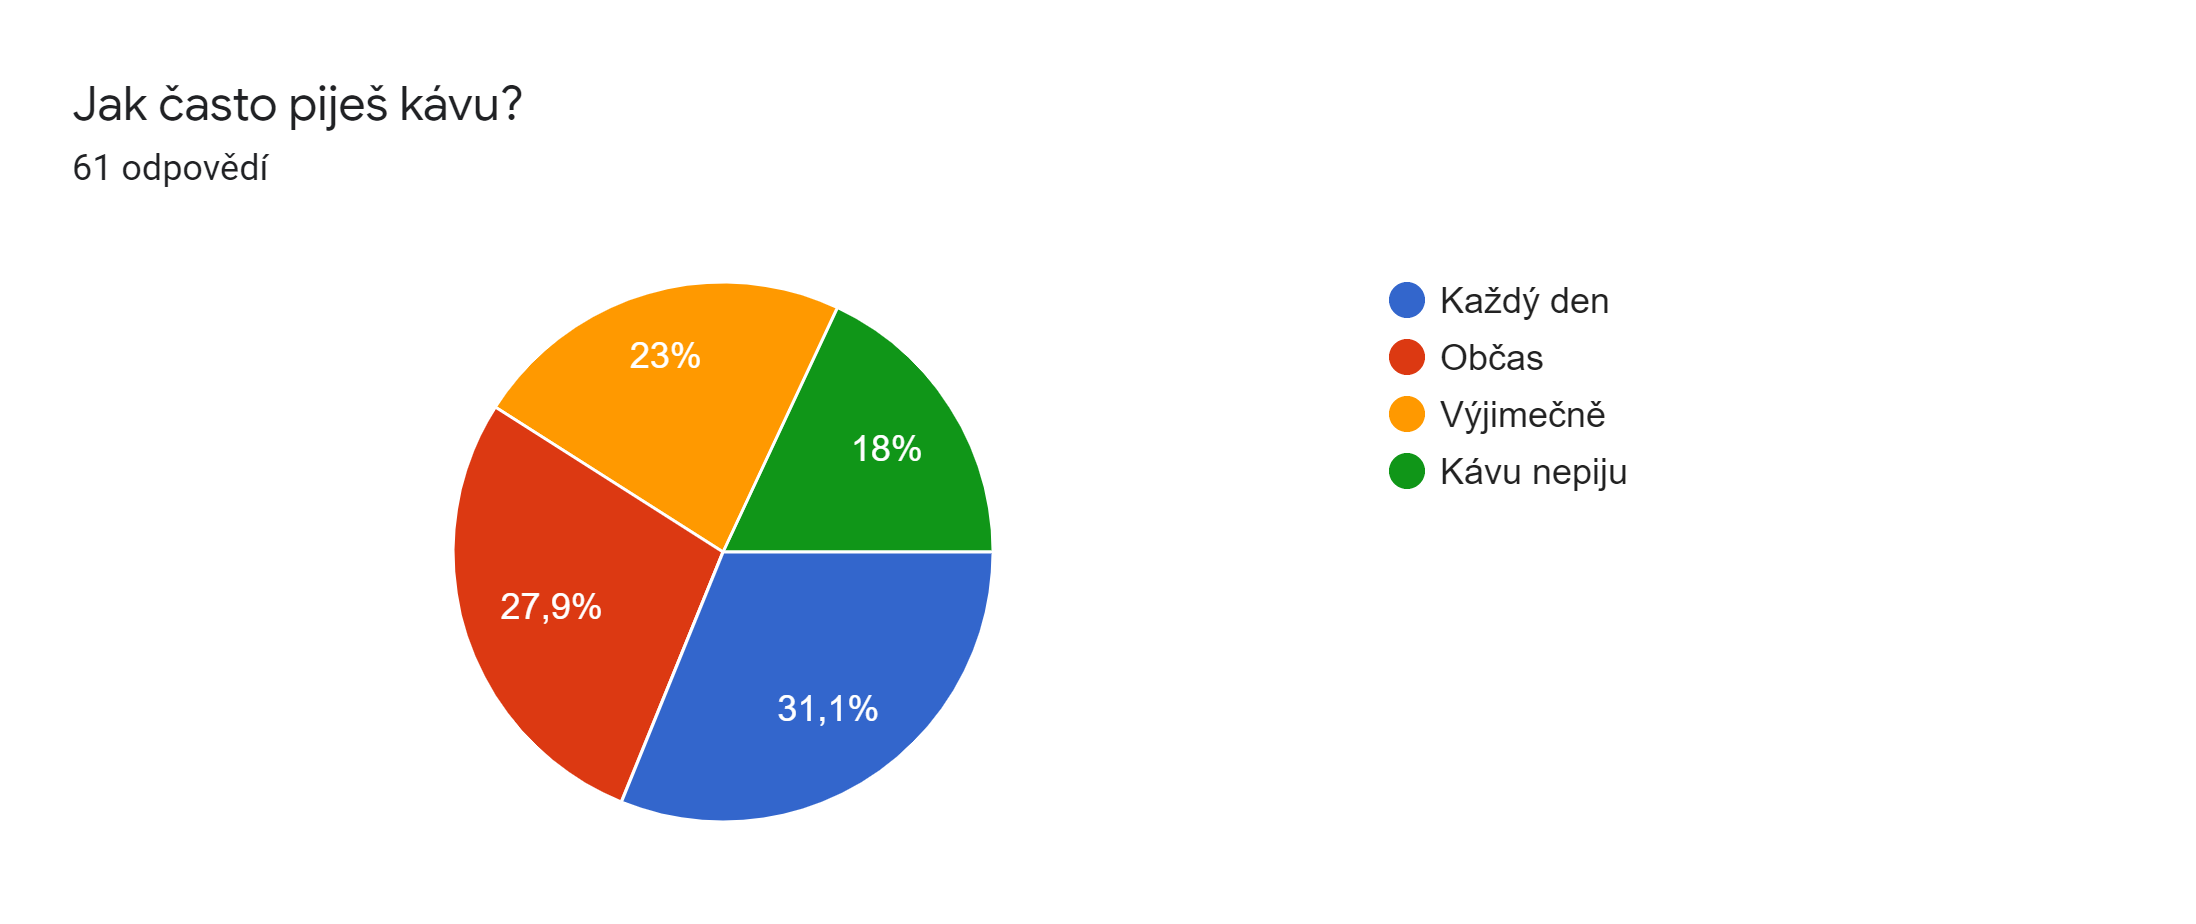 Jak často piješ kávu?
61 odpovědí
23%
18%
27,9%
31,1%
Každý den
Občas
Výjimečně
Kávu nepiju